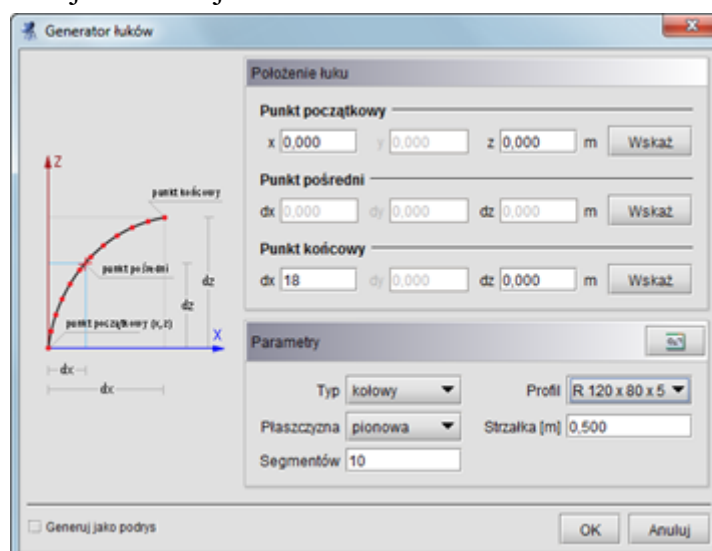 Generator łuków
Położenie łuku
Punkt początkowy
x 0,000 y 0,000 z 0,000 m Wskaż
Punkt pośredni
dx 0,000 dy 0,000 dz 0,000 m Wskaż
Punkt końcowy
dx 18 dy 0,000 dz 0,000 m Wskaż
Z
punkt końcowy
punkt pośredni
dz
dz
punkt początkowy (x, z)
X
dx
dx
Parametry
Typ kołowy Profil R 120 x 80 x 5
Płaszczyzna pionowa Strzałka [m] 0,500
Segmentów 10
Generuj jako podrys
OK Anuluj